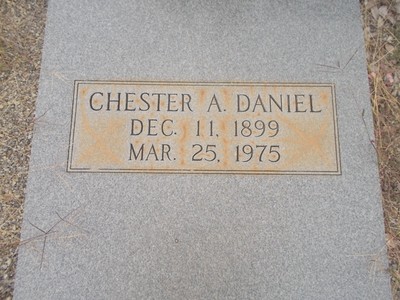 CHESTER A. DANIEL
DEC. 11, 1899
MAR. 25, 1975